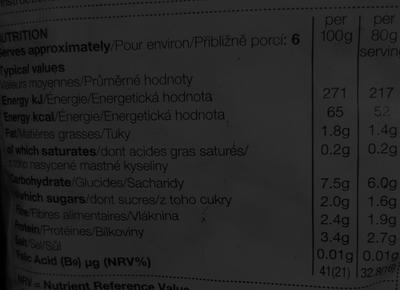 NUTRITION
Serves approximately/Pour environ/Přibližně porcí: 6
per 100g
per 80g serving
Typical values
Valeurs moyennes/Průměrné hodnoty
Energy kJ/Énergie/Energetická hodnota 271 217
Energy kcal/Énergie/Energetická hodnota 65 52
Fat/Matières grasses/Tuky 1.8g 1.4g
of which saturates/dont acides gras saturés/ 0.2g 0.2g
z toho nasycené mastné kyseliny
Carbohydrate/Glucides/Sacharidy 7.5g 6.0g
of which sugars/dont sucres/z toho cukry 2.0g 1.6g
Fibre/Fibres alimentaires/Vláknina 2.4g 1.9g
Protein/Protéines/Bílkoviny 3.4g 2.7g
Salt/Sel/Sůl 0.01g 0.01g
Folic Acid (B9) µg (NRV%) 41(21)
NRV = Nutrient Reference Value